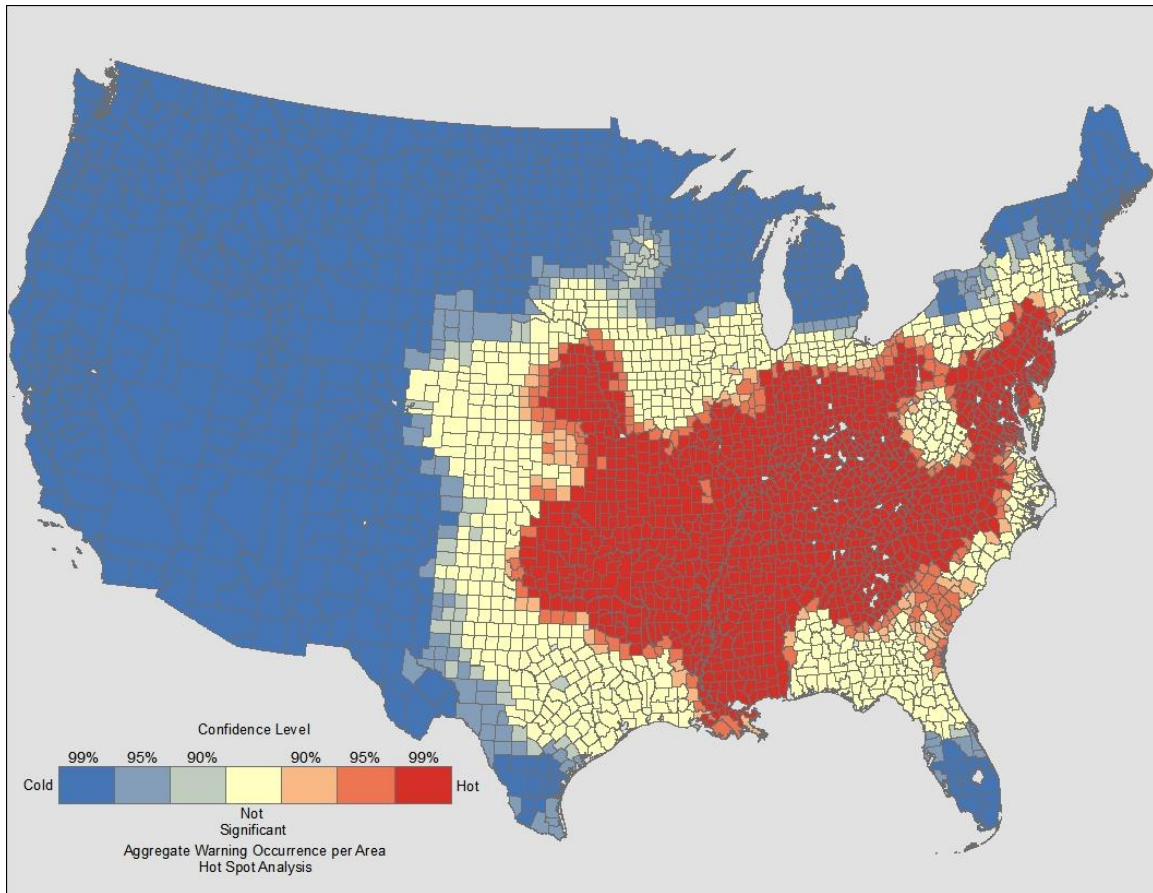 Confidence Level
99% 95% 90% 90% 95% 99%
Cold Hot
Not
Significant
Aggregate Warning Occurrence per Area
Hot Spot Analysis